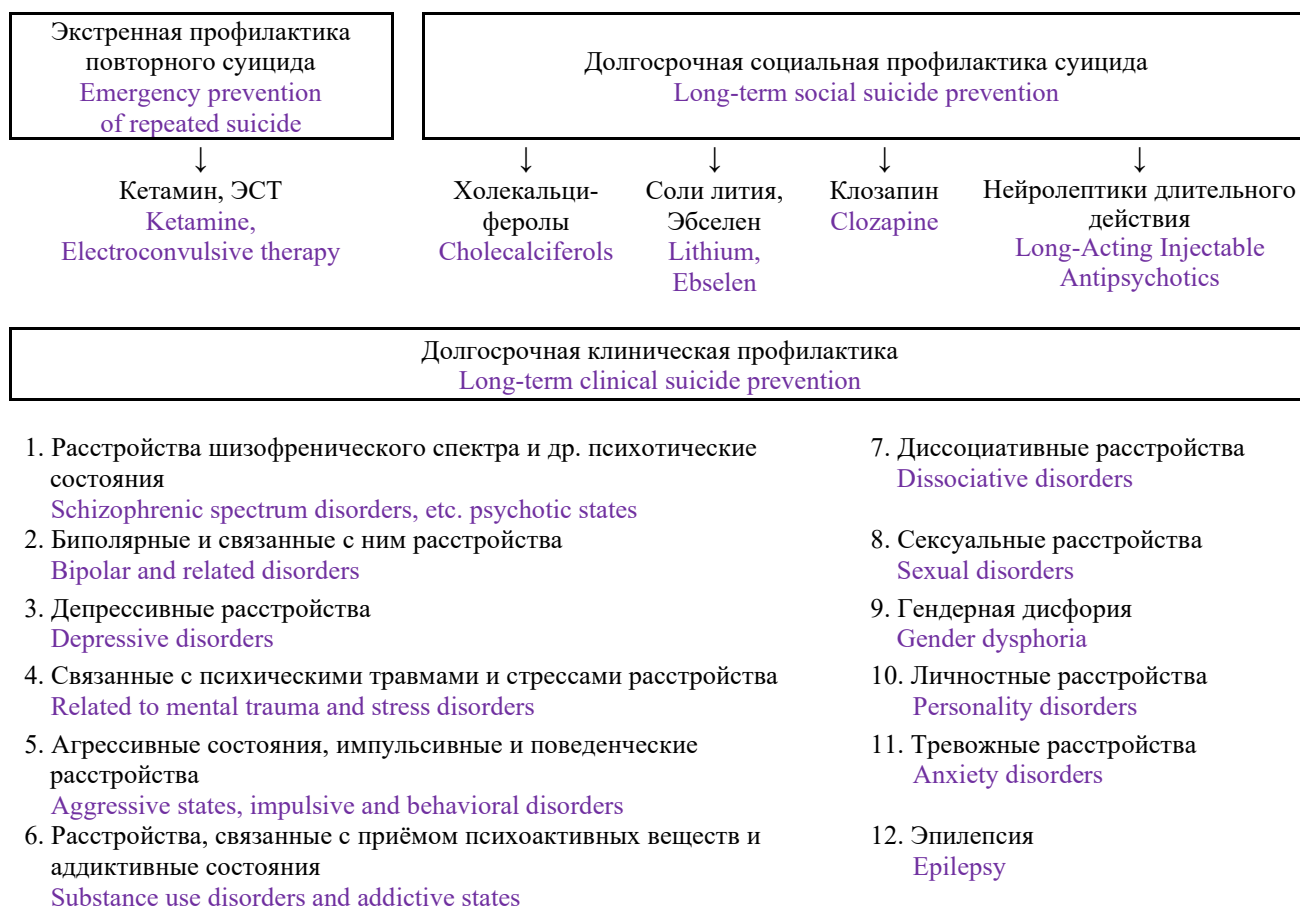 Экстренная профилактика
повторного суицида
Emergency prevention
of repeated suicide
Долгосрочная социальная профилактика суицида
Long-term social suicide prevention
↓
Кетамин, ЭСТ
Ketamine,
Electroconvulsive therapy
↓
Холекальци-
феролы
Cholecalciferols
↓
Соли лития,
Эбселен
Lithium,
Ebselen
↓
Клозапин
Clozapine
↓
Нейролептики длительного
действия
Long-Acting Injectable
Antipsychotics
Долгосрочная клиническая профилактика
Long-term clinical suicide prevention
1. Расстройства шизофренического спектра и др. психотические
состояния
Schizophrenic spectrum disorders, etc. psychotic states
2. Биполярные и связанные с ним расстройства
Bipolar and related disorders
3. Депрессивные расстройства
Depressive disorders
4. Связанные с психическими травмами и стрессами расстройства
Related to mental trauma and stress disorders
5. Агрессивные состояния, импульсивные и поведенческие
расстройства
Aggressive states, impulsive and behavioral disorders
6. Расстройства, связанные с приёмом психоактивных веществ и
аддиктивные состояния
Substance use disorders and addictive states
7. Диссоциативные расстройства
Dissociative disorders
8. Сексуальные расстройства
Sexual disorders
9. Гендерная дисфория
Gender dysphoria
10. Личностные расстройства
Personality disorders
11. Тревожные расстройства
Anxiety disorders
12. Эпилепсия
Epilepsy